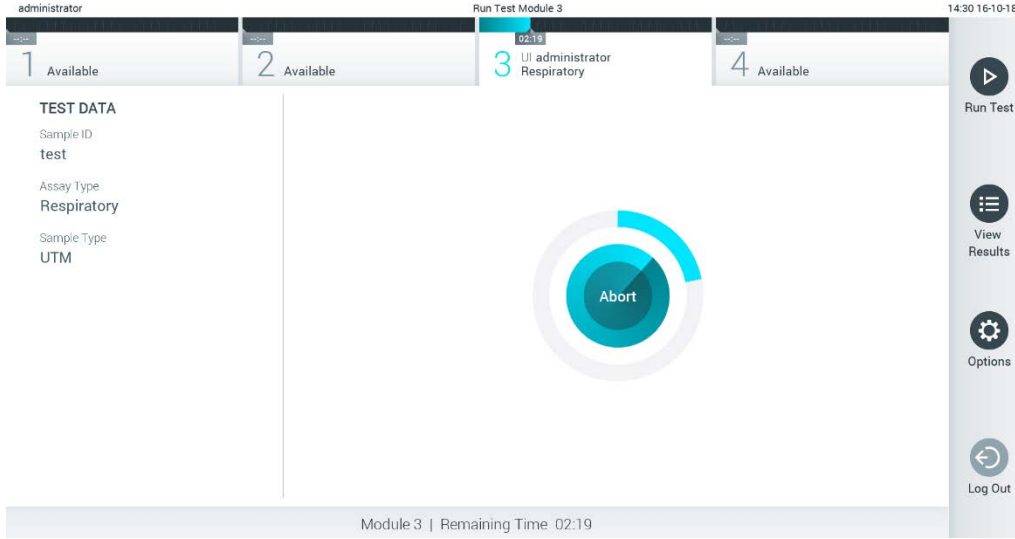 administrator
Run Test Module 3
14:30 16-10-18
--:--
1 Available
--:--
2 Available
02:19
3 UI administrator
Respiratory
--:--
4 Available
TEST DATA
Sample ID
test
Assay Type
Respiratory
Sample Type
UTM
Abort
Run Test
View
Results
Options
Log Out
Module 3 | Remaining Time 02:19